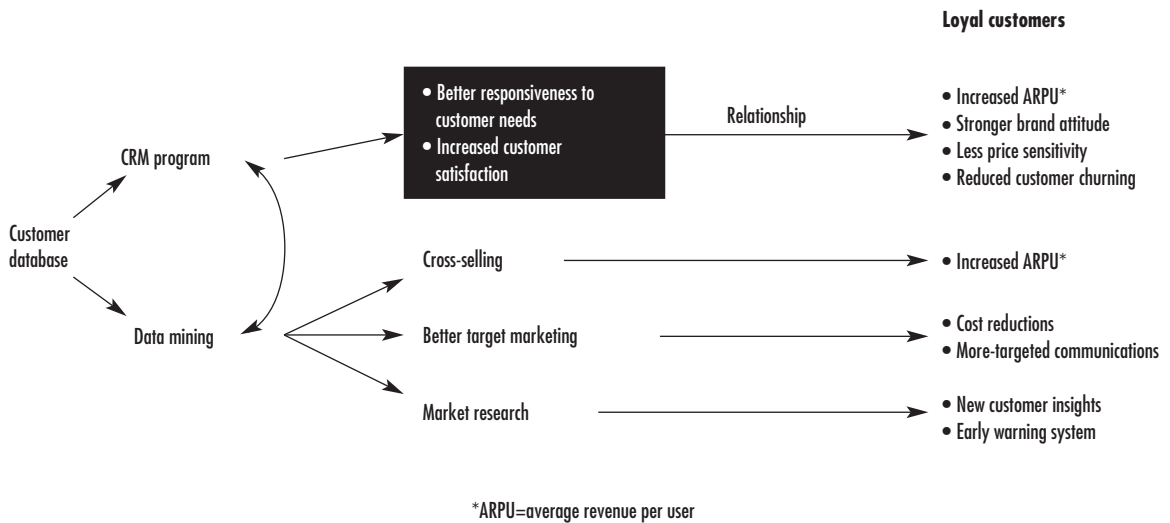 Loyal customers
• Better responsiveness to
customer needs
• Increased customer
satisfaction
Relationship
• Increased ARPU*
• Stronger brand attitude
• Less price sensitivity
• Reduced customer churning
CRM program
Customer
database
Data mining
Cross-selling
• Increased ARPU*
Better target marketing
• Cost reductions
• More-targeted communications
Market research
• New customer insights
• Early warning system
*ARPU=average revenue per user